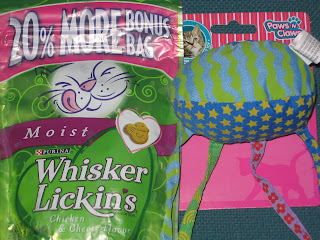 20% MORE BONUS
BAG
Moist
PURINA
Whisker
Lickin's
Chicken
& Cheese Flavor
Paws 'N' Claws